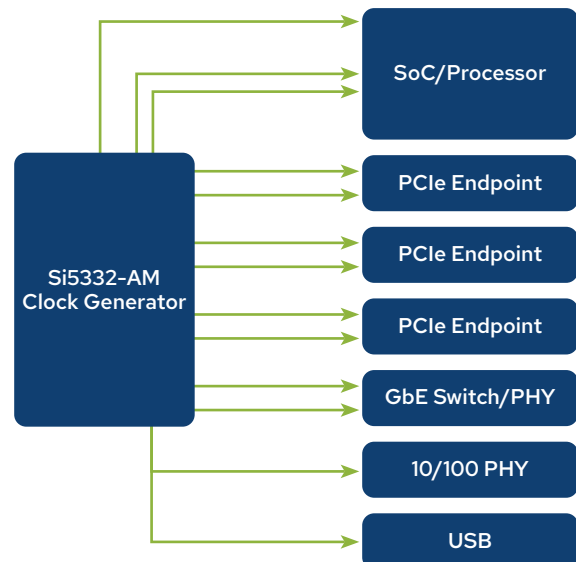 SoC/Processor
PCIe Endpoint
Si5332-AM
Clock Generator
PCIe Endpoint
PCIe Endpoint
GbE Switch/PHY
10/100 PHY
USB